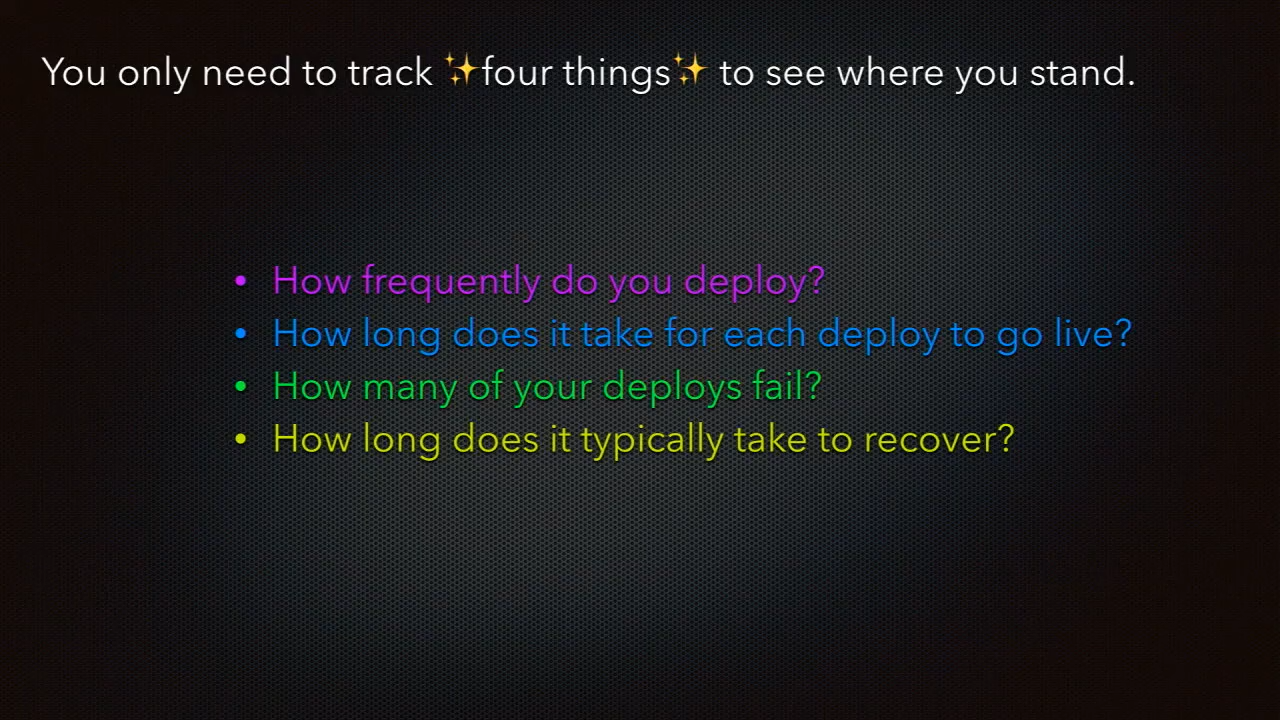 You only need to track ✨four things✨ to see where you stand.
• How frequently do you deploy?
• How long does it take for each deploy to go live?
• How many of your deploys fail?
• How long does it typically take to recover?